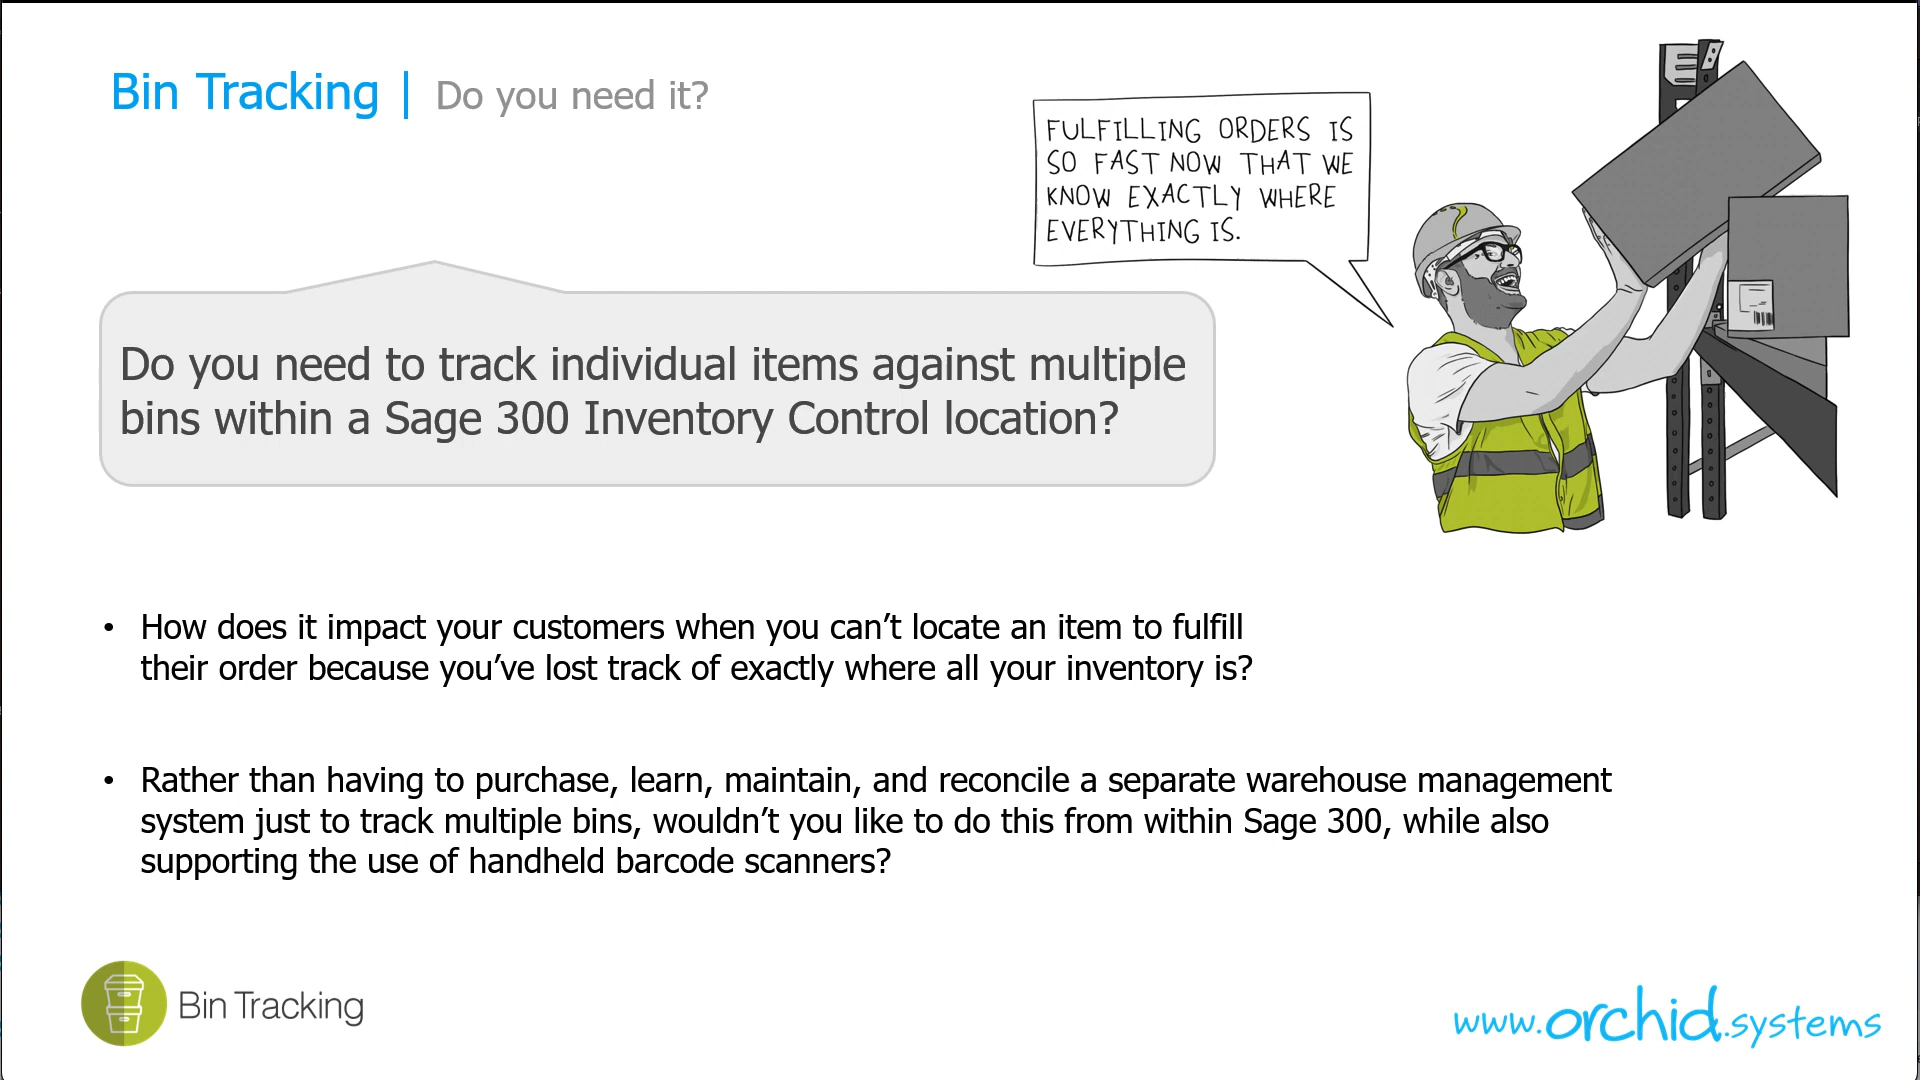 Bin Tracking | Do you need it?
FULFILLING ORDERS IS
SO FAST NOW THAT WE
KNOW EXACTLY WHERE
EVERYTHING IS.
Do you need to track individual items against multiple
bins within a Sage 300 Inventory Control location?
• How does it impact your customers when you can’t locate an item to fulfill
their order because you’ve lost track of exactly where all your inventory is?
• Rather than having to purchase, learn, maintain, and reconcile a separate warehouse management
system just to track multiple bins, wouldn’t you like to do this from within Sage 300, while also
supporting the use of handheld barcode scanners?
Bin Tracking
www.orchid.systems